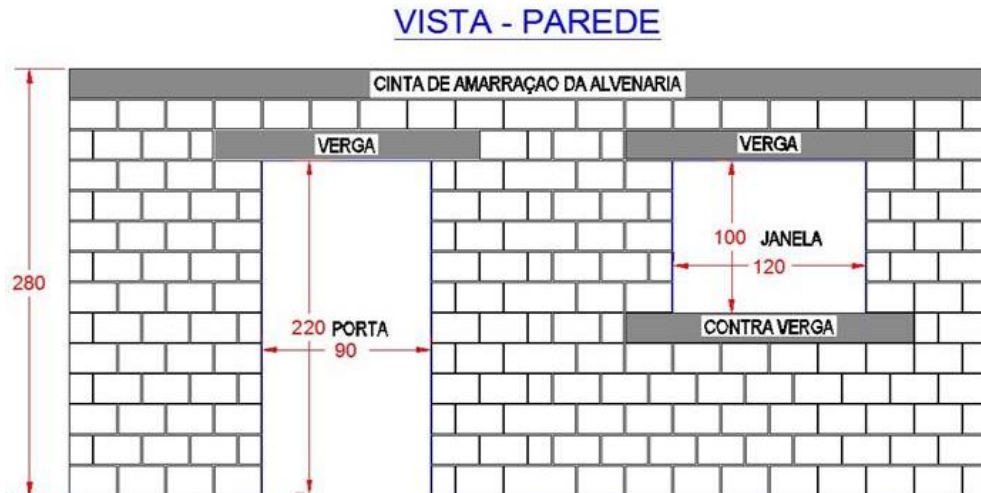 VISTA - PAREDE
CINTA DE AMARRAÇAO DA ALVENARIA
VERGA
VERGA
100 JANELA
120
280
220 PORTA
90
CONTRA VERGA